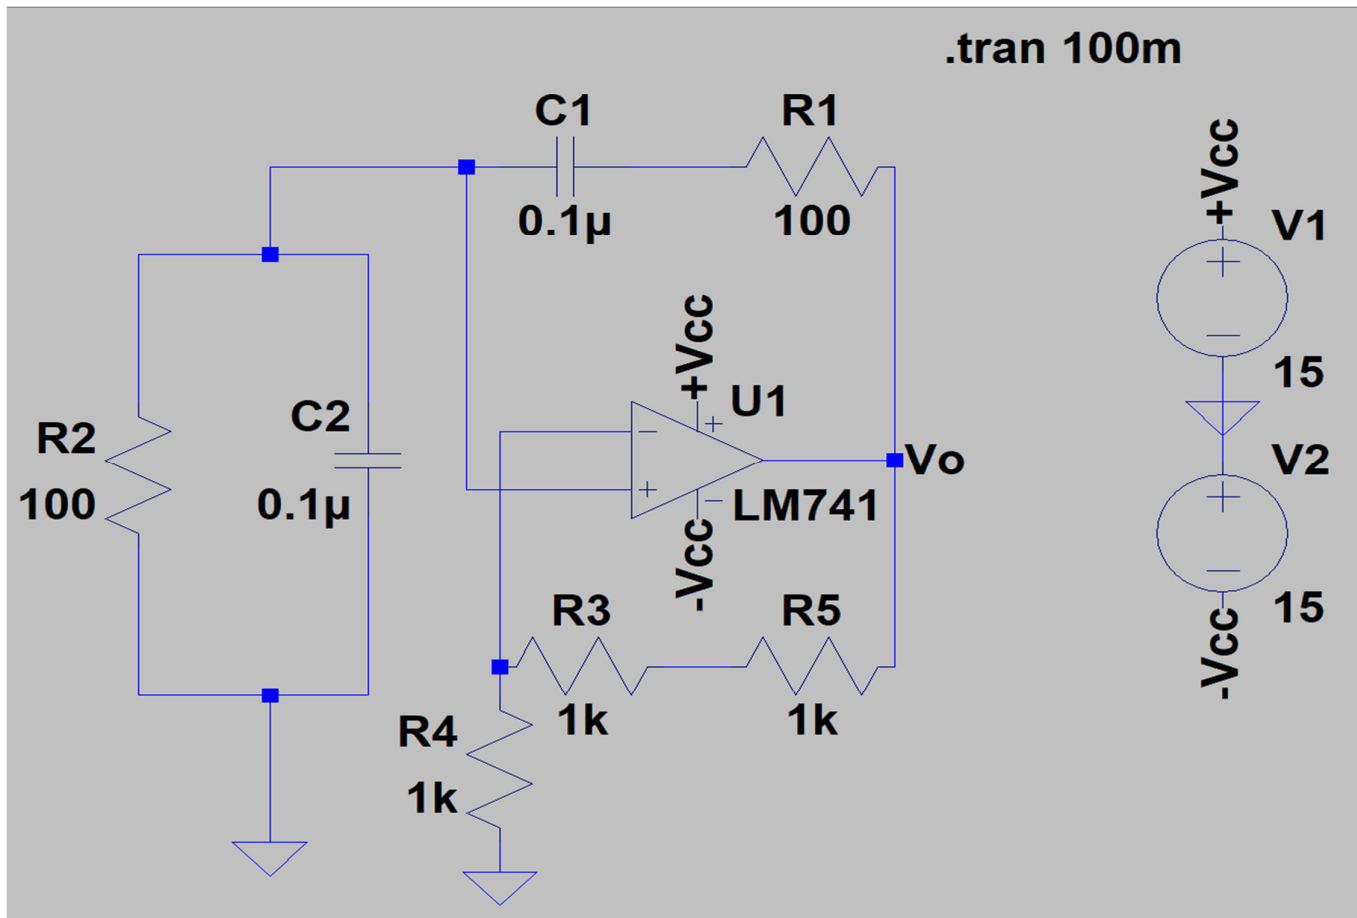 .tran 100m
C1
R1
0.1µ
100
+Vcc
V1
15
R2
100
C2
0.1µ
+Vcc
U1
LM741
-Vcc
Vo
V2
15
-Vcc
R3
R5
1k
1k
R4
1k